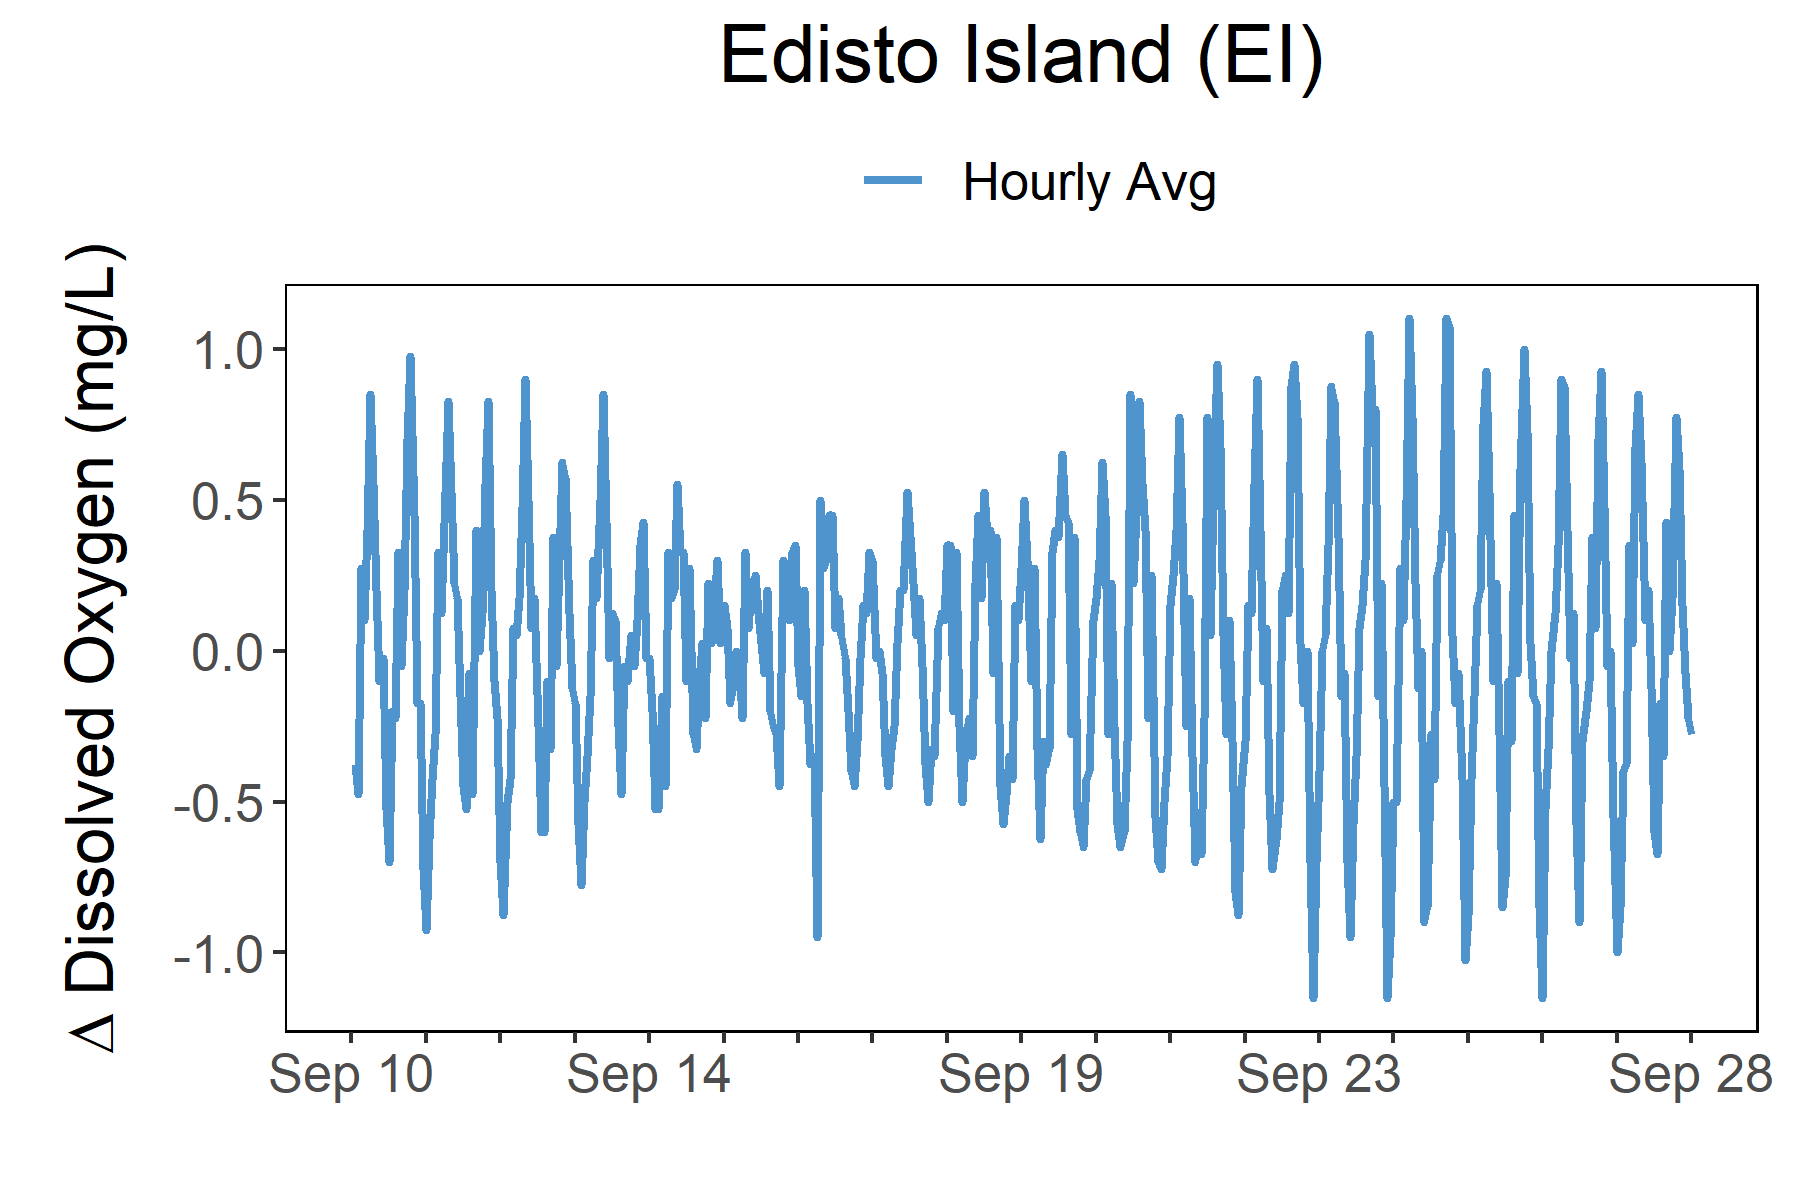 Edisto Island (EI)
Hourly Avg
Δ Dissolved Oxygen (mg/L)
1.0
0.5
0.0
-0.5
-1.0
Sep 10 Sep 14 Sep 19 Sep 23 Sep 28